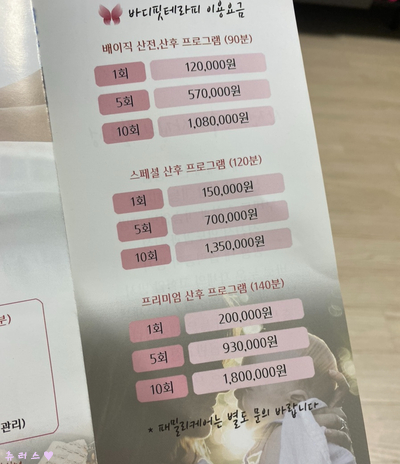 바디핏테라피 이용요금
배이직 산전,산후 프로그램 (90분)
1회 120,000원
5회 570,000원
10회 1,080,000원
스페셜 산후 프로그램 (120분)
1회 150,000원
5회 700,000원
10회 1,350,000원
프리미엄 산후 프로그램 (140분)
1회 200,000원
5회 930,000원
10회 1,800,000원
* 패밀리케어는 별도 문의 바랍니다
분)
관리)